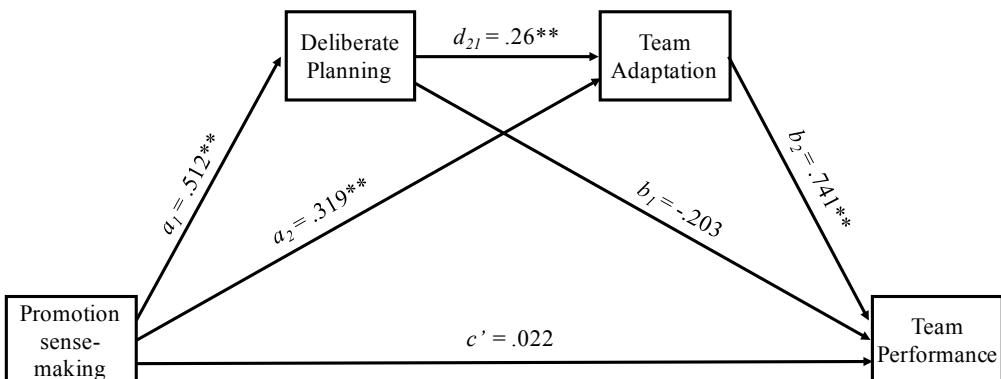 Deliberate
Planning
d21 = .26**
Team
Adaptation
a1 = .512**
a2 = .319**
b1 = -.203
b2 = .741**
Promotion
sense-
making
c’ = .022
Team
Performance